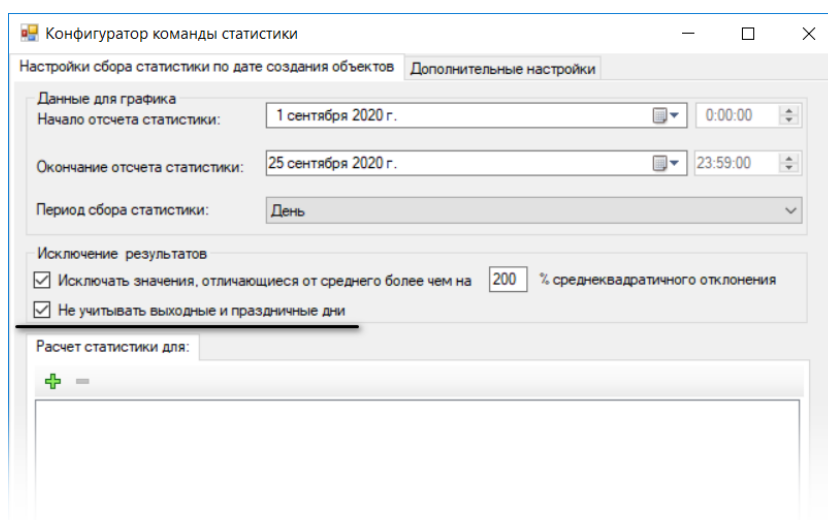 Конфигуратор команды статистики
Настройки сбора статистики по дате создания объектов Дополнительные настройки
Данные для графика
Начало отсчета статистики: 1 сентября 2020 г. 0:00:00
Окончание отсчета статистики: 25 сентября 2020 г. 23:59:00
Период сбора статистики: День
Исключение результатов
Исключать значения, отличающиеся от среднего более чем на 200 % среднеквадратичного отклонения
Не учитывать выходные и праздничные дни
Расчет статистики для: